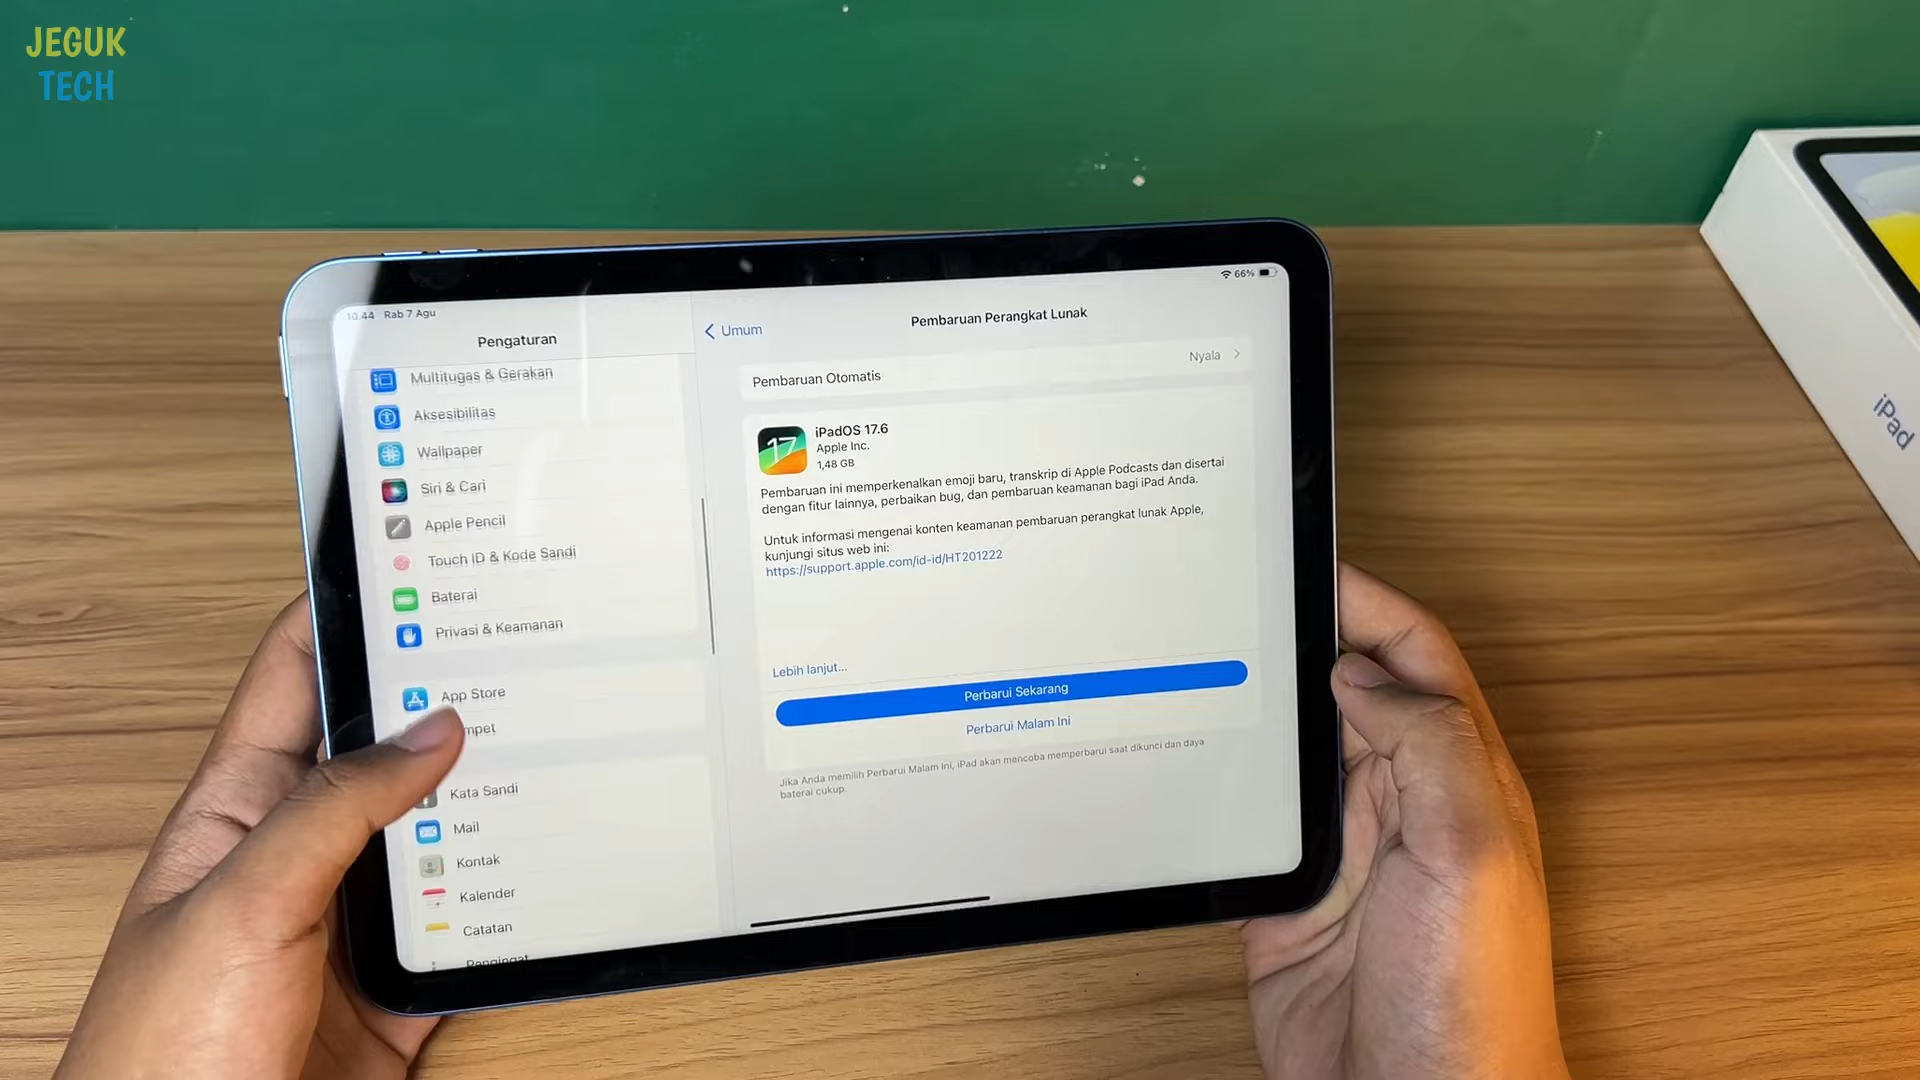 JEGUK
TECH
10.44 Rab 7 Agu
66%
Pengaturan
Multitugas & Gerakan
Aksesibilitas
Wallpaper
Siri & Cari
Apple Pencil
Touch ID & Kode Sandi
Baterai
Privasi & Keamanan
App Store
Kata Sandi
Mail
Kontak
Kalender
Catatan
Pengingat
Umum
Pembaruan Perangkat Lunak
Pembaruan Otomatis
Nyala
17
iPadOS 17.6
Apple Inc.
1,48 GB
Pembaruan ini memperkenalkan emoji baru, transkrip di Apple Podcasts dan disertai
dengan fitur lainnya, perbaikan bug, dan pembaruan keamanan bagi iPad Anda.
Untuk informasi mengenai konten keamanan pembaruan perangkat lunak Apple,
kunjungi situs web ini:
https://support.apple.com/id-id/HT201222
Lebih lanjut...
Perbarui Sekarang
Perbarui Malam Ini
Jika Anda memilih Perbarui Malam Ini, iPad akan mencoba memperbarui saat dikunci dan daya
baterai cukup.
iPad